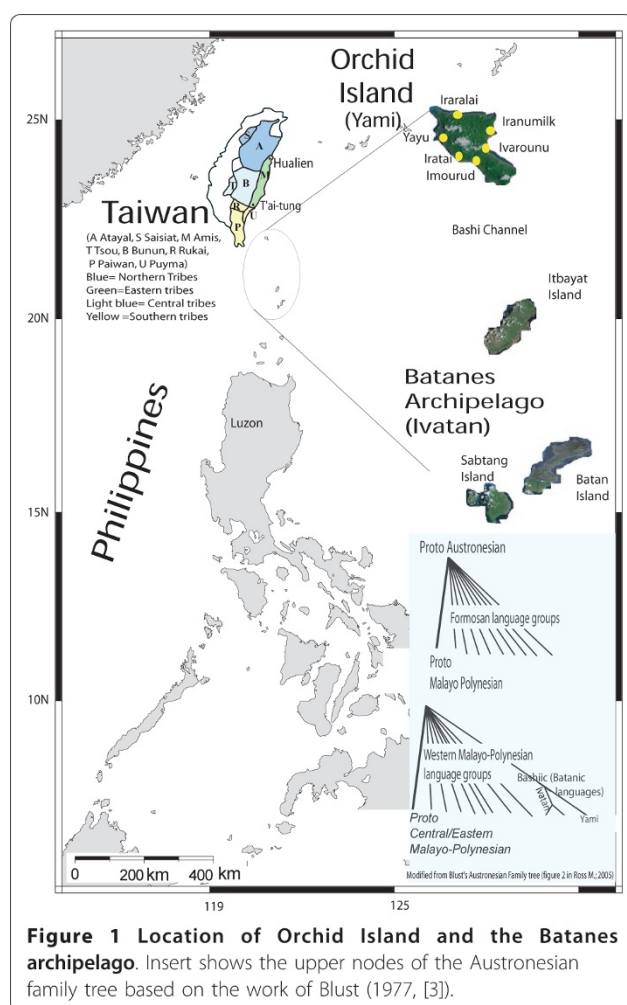 Orchid
Island
(Yami)
Iraralai
Iranumilk
Yayu
Ivarounu
Iratai
Imourud
25N
S
A
Hualien
M
T
B
T'ai-tung
R
U
P
Taiwan
(A Atayal, S Saisiat, M Amis,
T Tsou, B Bunun, R Rukai,
P Paiwan, U Puyma)
Blue= Northern Tribes
Green=Eastern tribes
Light blue= Central tribes
Yellow =Southern tribes
Bashi Channel
Itbayat
Island
20N
Batanes
Archipelago
(Ivatan)
Luzon
Philippines
Sabtang
Island
Batan
Island
15N
Proto Austronesian
Formosan language groups
Proto
Malayo Polynesian
10N
Western Malayo-Polynesian
language groups
Bashiic (Batanic
languages)
Ivatan
Yami
Proto
Central/Eastern
Malayo-Polynesian
Modified from Blust's Austronesian Family tree (figure 2 in Ross M.; 2005)
0 200 km 400 km
119
125
Figure 1 Location of Orchid Island and the Batanes
archipelago. Insert shows the upper nodes of the Austronesian
family tree based on the work of Blust (1977, [3]).